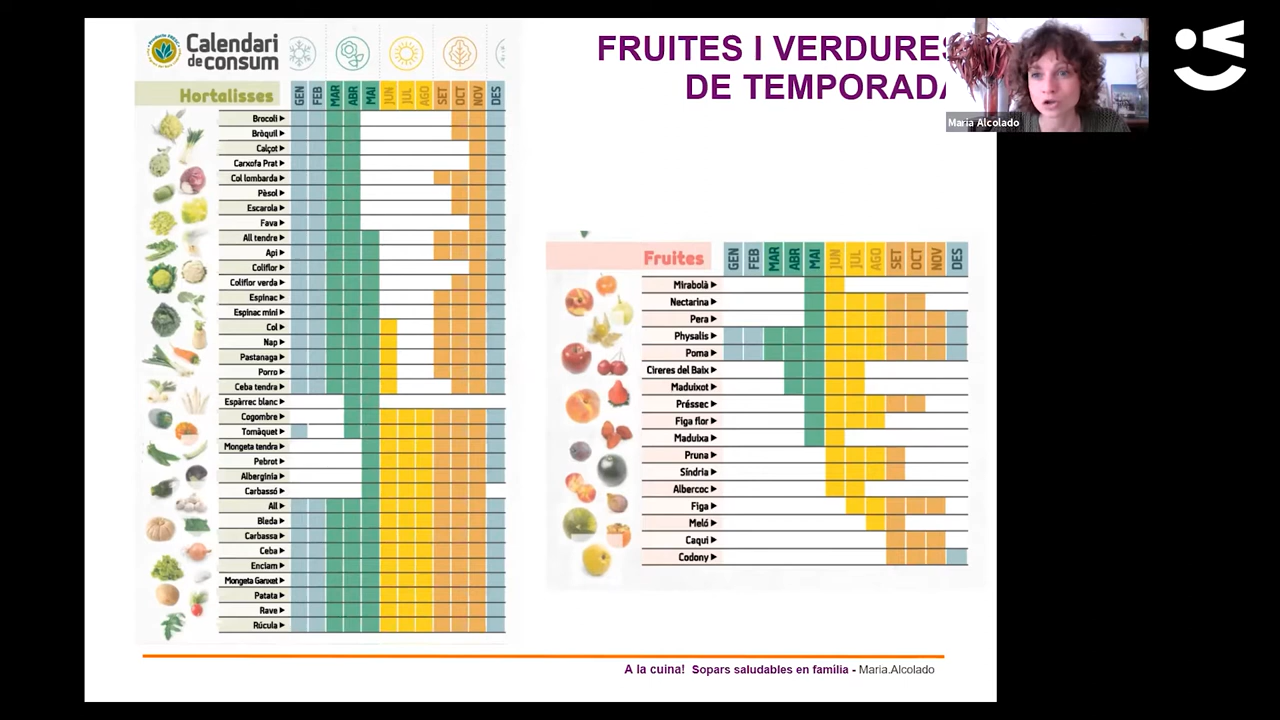 Calendari
de consum
Hortalisses
GEN FEB MAR ABR MAI JUN JUL AGO SET OCT NOV DES
Brocoli
Bròquil
Calçot
Carxofa Prat
Col lombarda
Pèsol
Escarola
Fava
All tendre
Api
Coliflor
Coliflor verda
Espinac
Espinac mini
Col
Nap
Pastanaga
Porro
Ceba tendra
Espàrrec blanc
Cogombre
Tomàquet
Mongeta tendra
Pebrot
Albergínia
Carbassó
All
Bleda
Carbassa
Ceba
Enciam
Mongeta Ganxet
Patata
Rave
Rúcula
FRUITES I VERDURES
DE TEMPORADA
Maria Alcolado
Fruites
GEN FEB MAR ABR MAI JUN JUL AGO SET OCT NOV DES
Mirabolà
Nectarina
Pera
Physalis
Poma
Cireres del Baix
Maduixot
Préssec
Figa flor
Maduixa
Pruna
Síndria
Albercoc
Figa
Meló
Caqui
Codony
A la cuina! Sopars saludables en familia - Maria.Alcolado